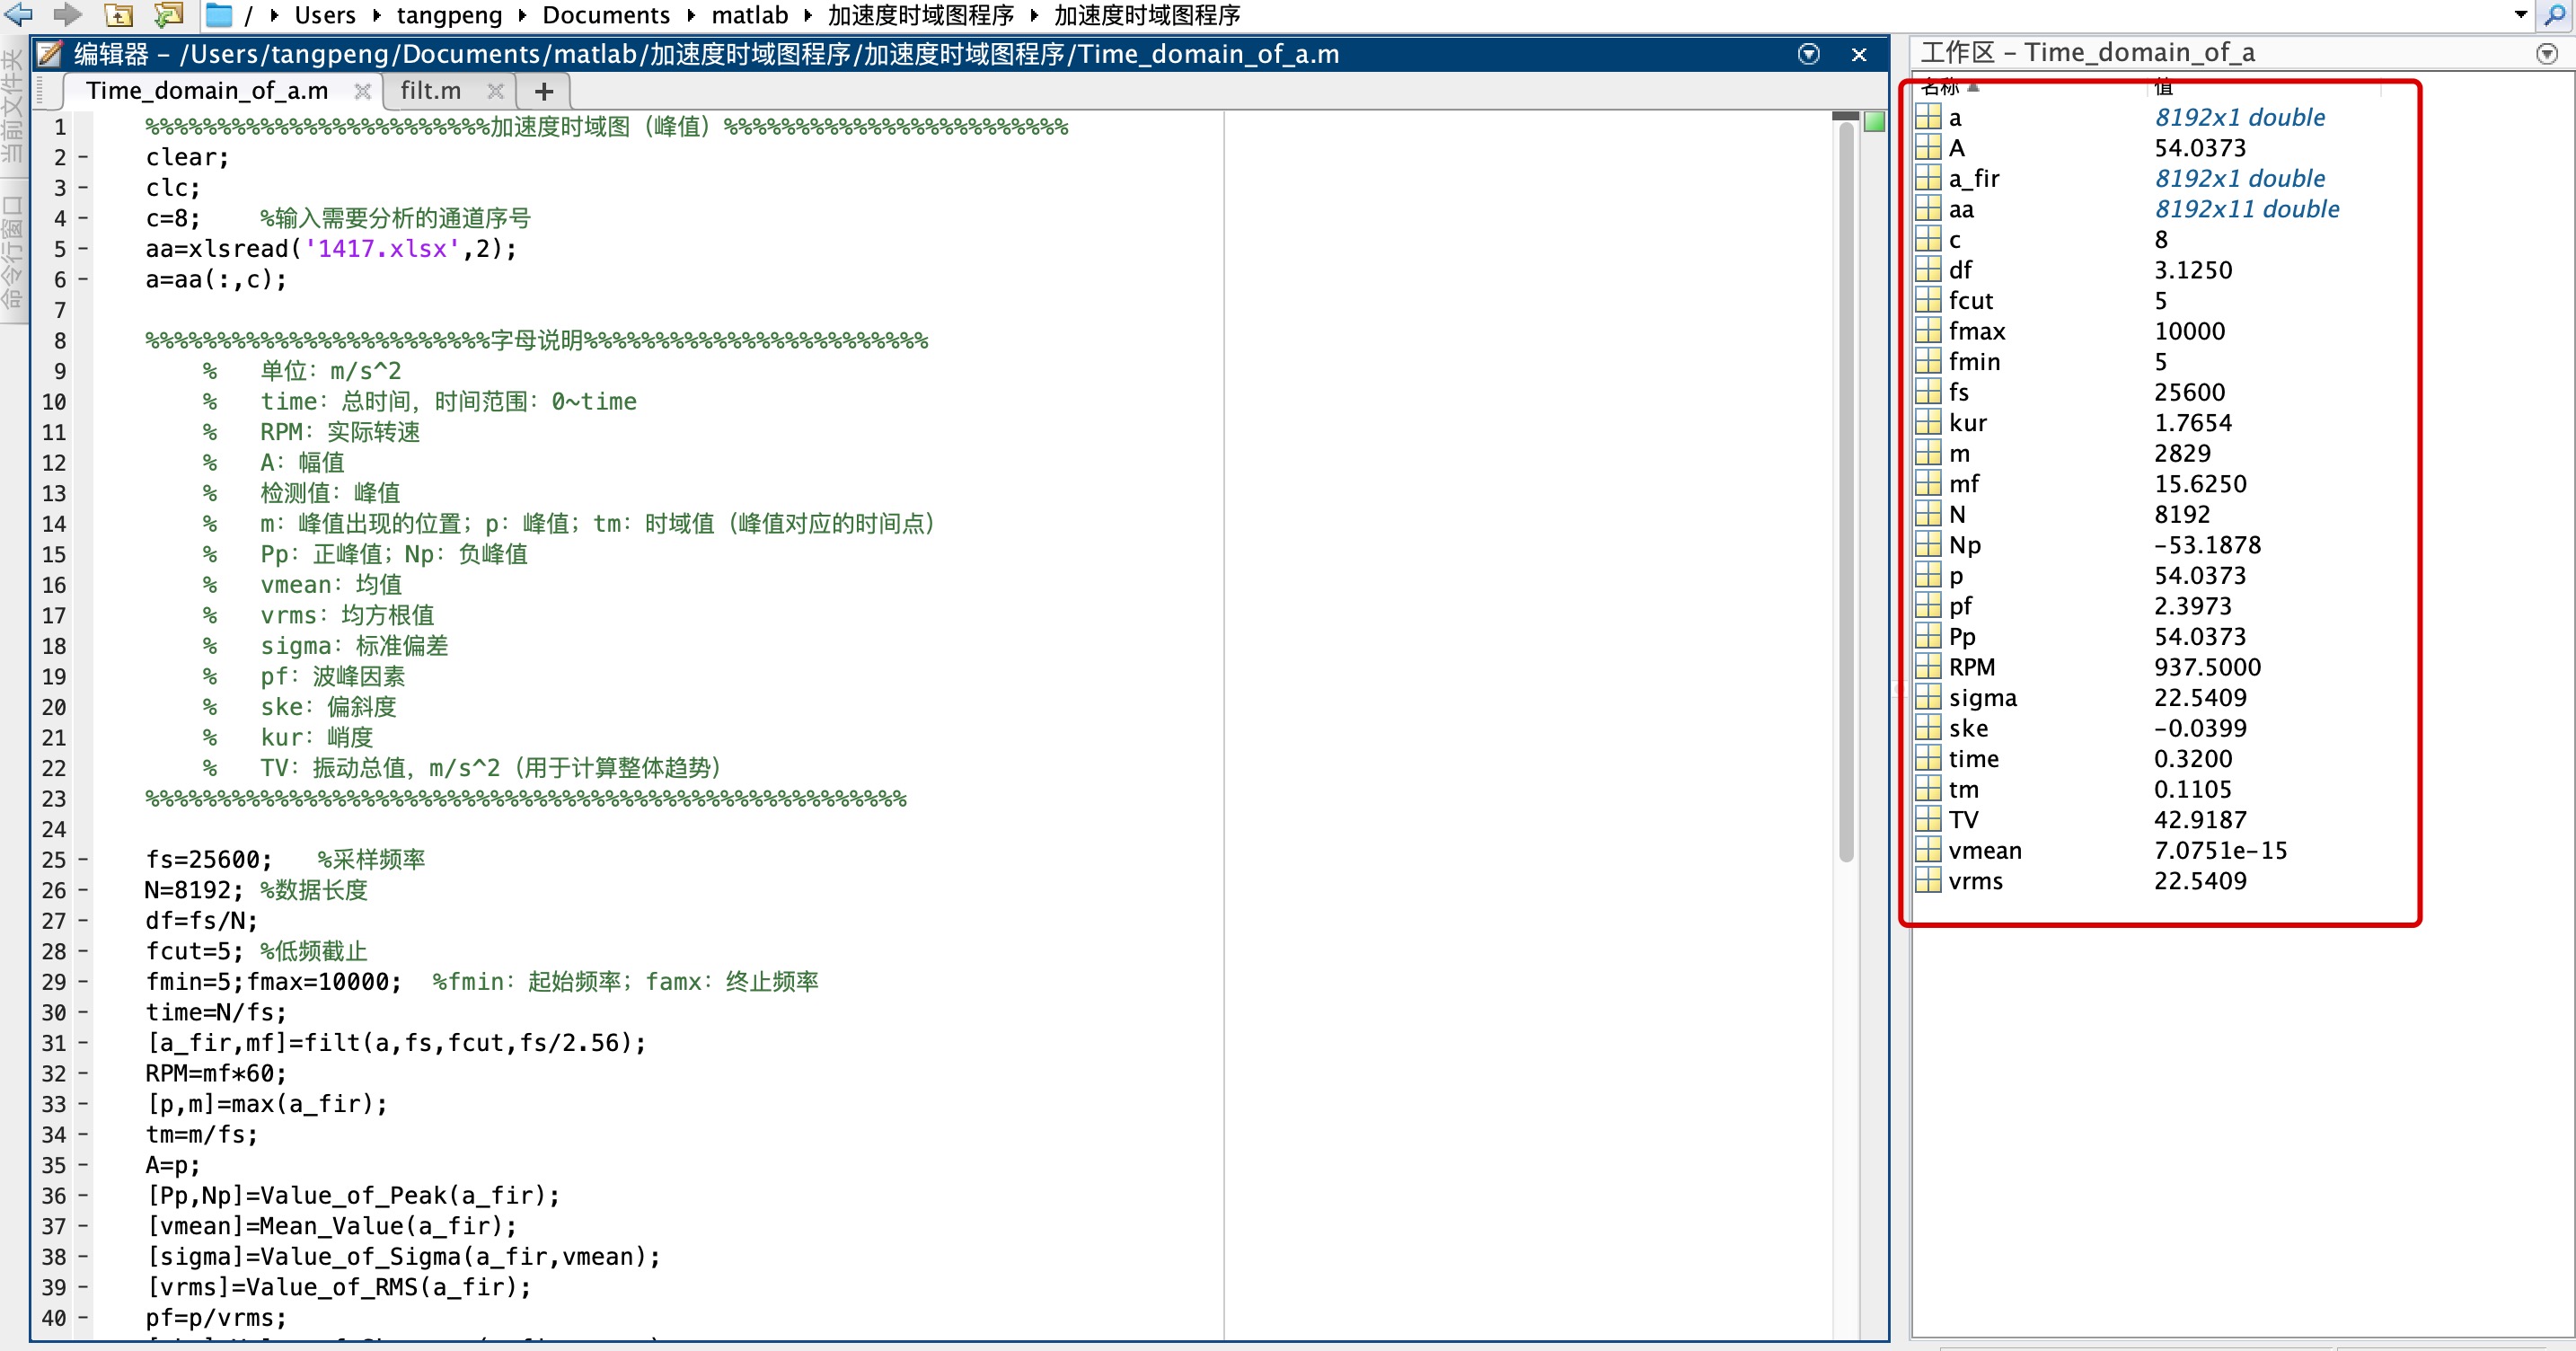 / Users tangpeng Documents matlab 加速度时域图程序 加速度时域图程序
当前文件夹
命令行窗口
编辑器 – /Users/tangpeng/Documents/matlab/加速度时域图程序/加速度时域图程序/Time_domain_of_a.m
Time_domain_of_a.m
filt.m
+
1 %%%%%%%%%%%%%%%%%%%%%%%%加速度时域图（峰值）%%%%%%%%%%%%%%%%%%%%%%%%
2 – clear;
3 – clc;
4 – c=8; %输入需要分析的通道序号
5 – aa=xlsread('1417.xlsx',2);
6 – a=aa(:,c);
7
8 %%%%%%%%%%%%%%%%%%%%%%%%字母说明%%%%%%%%%%%%%%%%%%%%%%%%
9 % 单位：m/s^2
10 % time：总时间，时间范围：0~time
11 % RPM：实际转速
12 % A：幅值
13 % 检测值：峰值
14 % m：峰值出现的位置；p：峰值；tm：时域值（峰值对应的时间点）
15 % Pp：正峰值；Np：负峰值
16 % vmean：均值
17 % vrms：均方根值
18 % sigma：标准偏差
19 % pf：波峰因素
20 % ske：偏斜度
21 % kur：峭度
22 % TV：振动总值，m/s^2（用于计算整体趋势）
23 %%%%%%%%%%%%%%%%%%%%%%%%%%%%%%%%%%%%%%%%%%%%%%%%%%%%%
24
25 – fs=25600; %采样频率
26 – N=8192; %数据长度
27 – df=fs/N;
28 – fcut=5; %低频截止
29 – fmin=5;fmax=10000; %fmin：起始频率；famx：终止频率
30 – time=N/fs;
31 – [a_fir,mf]=filt(a,fs,fcut,fs/2.56);
32 – RPM=mf*60;
33 – [p,m]=max(a_fir);
34 – tm=m/fs;
35 – A=p;
36 – [Pp,Np]=Value_of_Peak(a_fir);
37 – [vmean]=Mean_Value(a_fir);
38 – [sigma]=Value_of_Sigma(a_fir,vmean);
39 – [vrms]=Value_of_RMS(a_fir);
40 – pf=p/vrms;
工作区 – Time_domain_of_a
名称 值
a 8192x1 double
A 54.0373
a_fir 8192x1 double
aa 8192x11 double
c 8
df 3.1250
fcut 5
fmax 10000
fmin 5
fs 25600
kur 1.7654
m 2829
mf 15.6250
N 8192
Np -53.1878
p 54.0373
pf 2.3973
Pp 54.0373
RPM 937.5000
sigma 22.5409
ske -0.0399
time 0.3200
tm 0.1105
TV 42.9187
vmean 7.0751e-15
vrms 22.5409